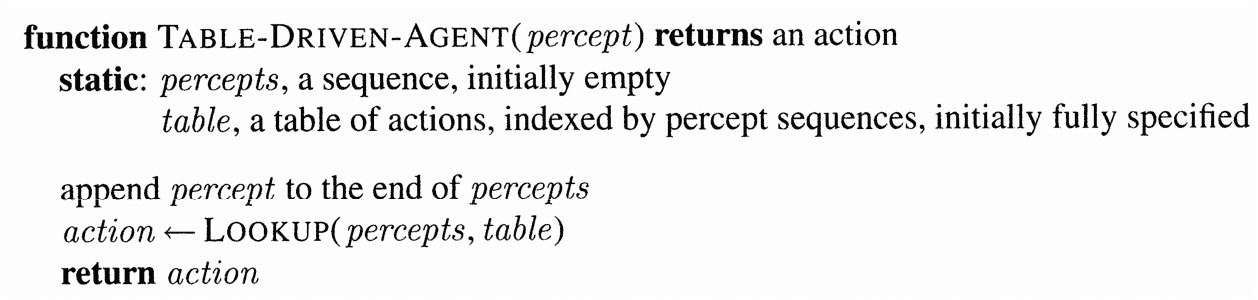 function TABLE-DRIVEN-AGENT(percept) returns an action
static: percepts, a sequence, initially empty
table, a table of actions, indexed by percept sequences, initially fully specified
append percept to the end of percepts
action ← LOOKUP(percepts, table)
return action